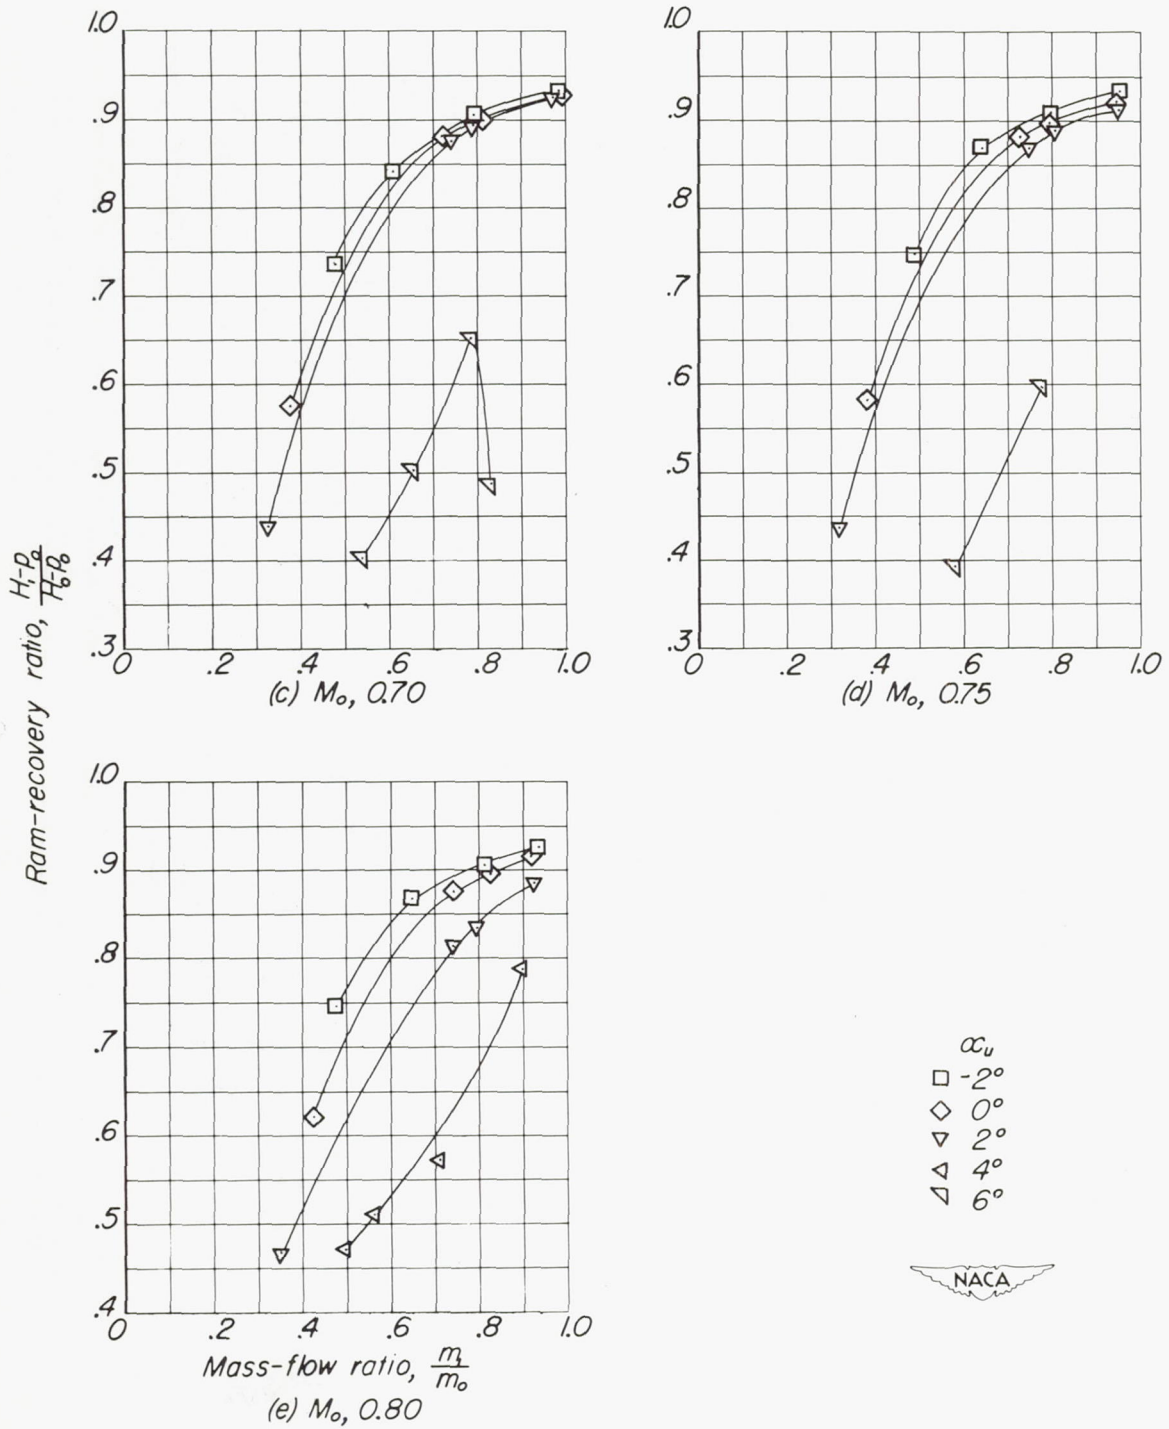 1.0
.9
.8
.7
.6
.5
.4
.3
0 .2 .4 .6 .8 1.0
(c) M₀, 0.70
1.0
.9
.8
.7
.6
.5
.4
.3
0 .2 .4 .6 .8 1.0
(d) M₀, 0.75
Ram-recovery ratio, H₁-p₀/H₀-p₀
1.0
.9
.8
.7
.6
.5
.4
0 .2 .4 .6 .8 1.0
Mass-flow ratio, m₁/m₀
(e) M₀, 0.80
αᵤ
-2°
0°
2°
4°
6°
NACA